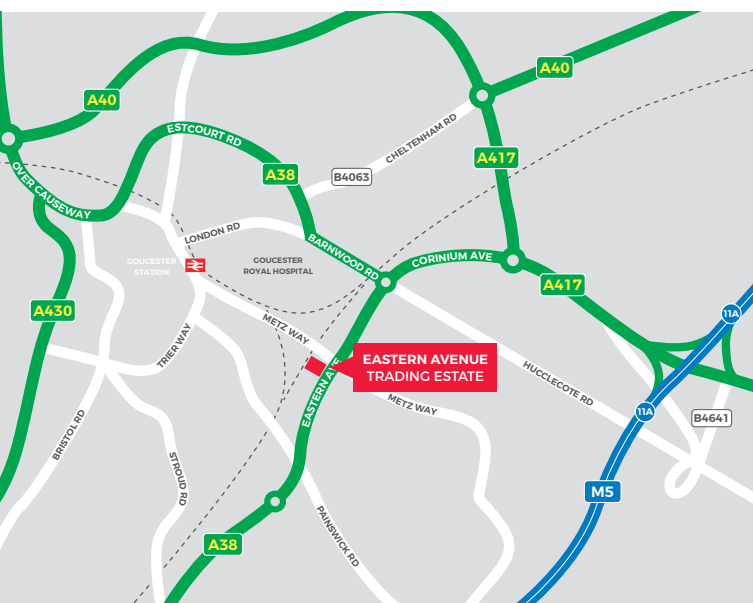 A40
A40
ESTCOURT RD
CHELTENHAM RD
A417
A38
B4063
OVER CAUSEWAY
LONDON RD
BARNWOOD RD
CORINIUM AVE
GOUCESTER
STATION
GOUCESTER
ROYAL HOSPITAL
A417
A430
11A
METZ WAY
TRIER WAY
EASTERN AVENUE
TRADING ESTATE
EASTERN AVE
HUCCLECOTE RD
METZ WAY
11A
B4641
BRISTOL RD
STROUD RD
M5
PAINSWICK RD
A38